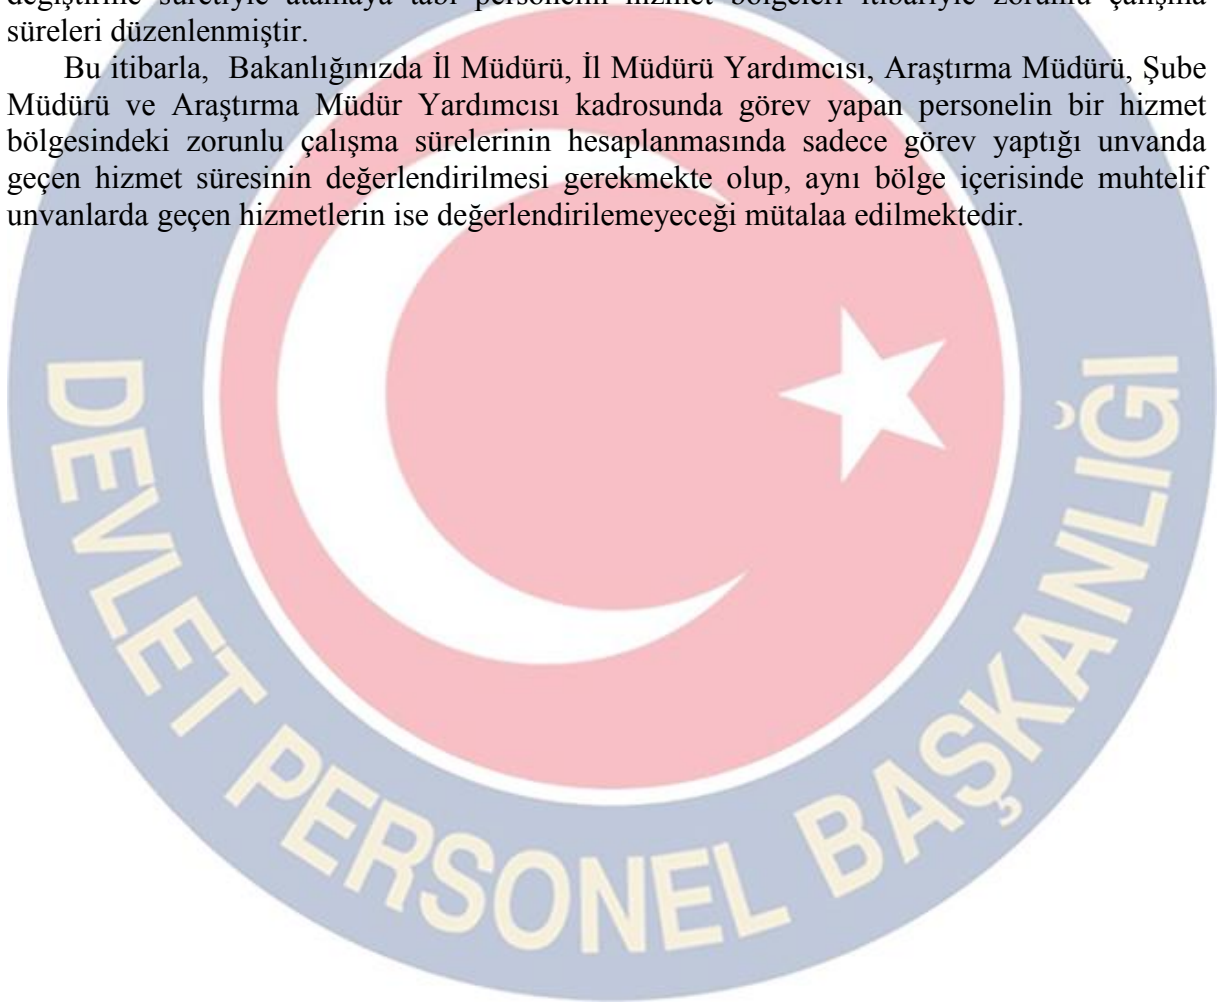 değiştirme suretiyle atamaya tabi personelin hizmet bölgeleri itibariyle zorunlu çalışma
süreleri düzenlenmiştir.
Bu itibarla, Bakanlığınızda İl Müdürü, İl Müdürü Yardımcısı, Araştırma Müdürü, Şube
Müdürü ve Araştırma Müdür Yardımcısı kadrosunda görev yapan personelin bir hizmet
bölgesindeki zorunlu çalışma sürelerinin hesaplanmasında sadece görev yaptığı unvanda
geçen hizmet süresinin değerlendirilmesi gerekmekte olup, aynı bölge içerisinde muhtelif
unvanlarda geçen hizmetlerin ise değerlendirilemeyeceği mütalaa edilmektedir.
DEVLET PERSONEL BAŞKANLIĞI